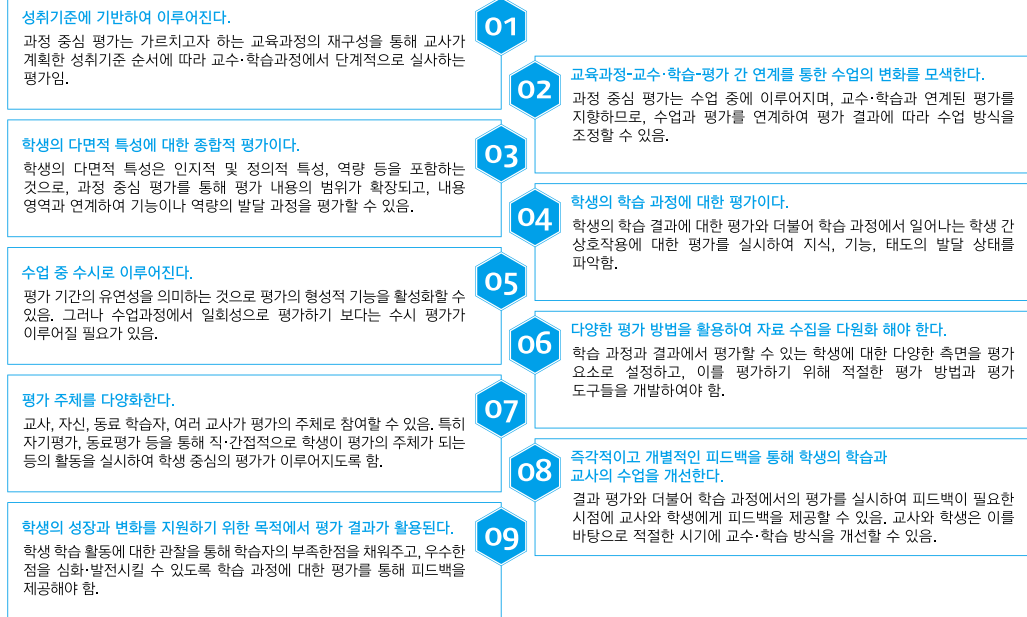 성취기준에 기반하여 이루어진다.
과정 중심 평가는 가르치고자 하는 교육과정의 재구성을 통해 교사가
계획한 성취기준 순서에 따라 교수·학습과정에서 단계적으로 실사하는
평가임.
01
02
교육과정-교수·학습-평가 간 연계를 통한 수업의 변화를 모색한다.
과정 중심 평가는 수업 중에 이루어지며, 교수·학습과 연계된 평가를
지향하므로, 수업과 평가를 연계하여 평가 결과에 따라 수업 방식을
조정할 수 있음.
학생의 다면적 특성에 대한 종합적 평가이다.
학생의 다면적 특성은 인지적 및 정의적 특성, 역량 등을 포함하는
것으로, 과정 중심 평가를 통해 평가 내용의 범위가 확장되고, 내용
영역과 연계하여 기능이나 역량의 발달 과정을 평가할 수 있음.
03
04
학생의 학습 과정에 대한 평가이다.
학생의 학습 결과에 대한 평가와 더불어 학습 과정에서 일어나는 학생 간
상호작용에 대한 평가를 실시하여 지식, 기능, 태도의 발달 상태를
파악함.
수업 중 수시로 이루어진다.
평가 기간의 유연성을 의미하는 것으로 평가의 형성적 기능을 활성화할 수
있음. 그러나 수업과정에서 일회성으로 평가하기 보다는 수시 평가가
이루어질 필요가 있음.
05
06
다양한 평가 방법을 활용하여 자료 수집을 다원화 해야 한다.
학습 과정과 결과에서 평가할 수 있는 학생에 대한 다양한 측면을 평가
요소로 설정하고, 이를 평가하기 위해 적절한 평가 방법과 평가
도구들을 개발하여야 함.
평가 주체를 다양화한다.
교사, 자신, 동료 학습자, 여러 교사가 평가의 주체로 참여할 수 있음. 특히
자기평가, 동료평가 등을 통해 직·간접적으로 학생이 평가의 주체가 되는
등의 활동을 실시하여 학생 중심의 평가가 이루어지도록 함.
07
08
즉각적이고 개별적인 피드백을 통해 학생의 학습과
교사의 수업을 개선한다.
결과 평가와 더불어 학습 과정에서의 평가를 실시하여 피드백이 필요한
시점에 교사와 학생에게 피드백을 제공할 수 있음. 교사와 학생은 이를
바탕으로 적절한 시기에 교수·학습 방식을 개선할 수 있음.
학생의 성장과 변화를 지원하기 위한 목적에서 평가 결과가 활용된다.
학생 학습 활동에 대한 관찰을 통해 학습자의 부족한점을 채워주고, 우수한
점을 심화·발전시킬 수 있도록 학습 과정에 대한 평가를 통해 피드백을
제공해야 함.
09